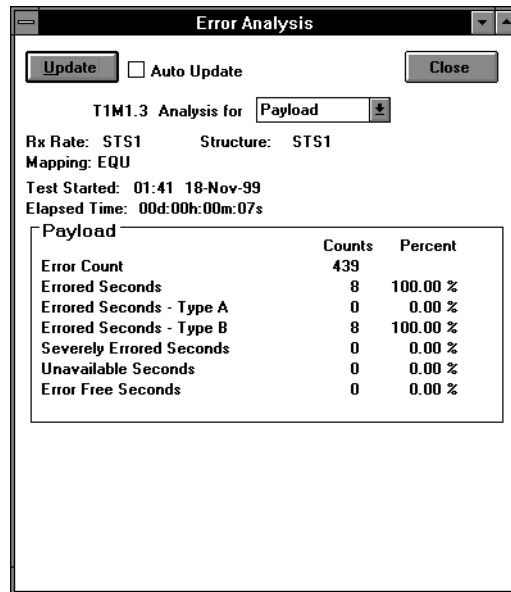 Error Analysis
Update Auto Update Close
T1M1.3 Analysis for Payload
Rx Rate: STS1 Structure: STS1
Mapping: EQU
Test Started: 01:41 18-Nov-99
Elapsed Time: 00d:00h:00m:07s
Payload
Counts Percent
Error Count 439
Errored Seconds 8 100.00 %
Errored Seconds - Type A 0 0.00 %
Errored Seconds - Type B 8 100.00 %
Severely Errored Seconds 0 0.00 %
Unavailable Seconds 0 0.00 %
Error Free Seconds 0 0.00 %